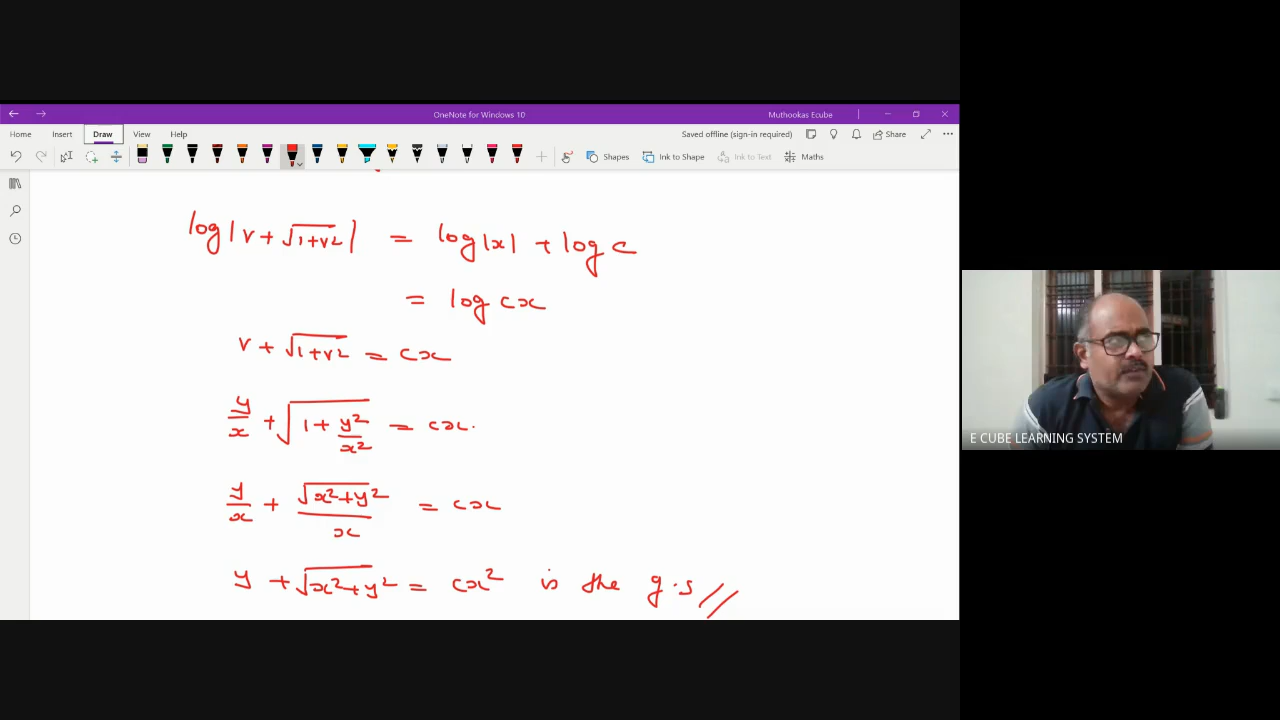 OneNote for Windows 10
Muthookas Ecube
Home Insert Draw View Help
Saved offline (sign-in required) Share
Shapes Ink to Shape Ink to Text Maths
log|v + √1+v²| = log|x| + log c
= log cx
v + √1+v² = cx
y/x + √1 + y²/x² = cx.
y/x + √x²+y²/x = cx
y + √x²+y² = cx² is the g.s //
E CUBE LEARNING SYSTEM